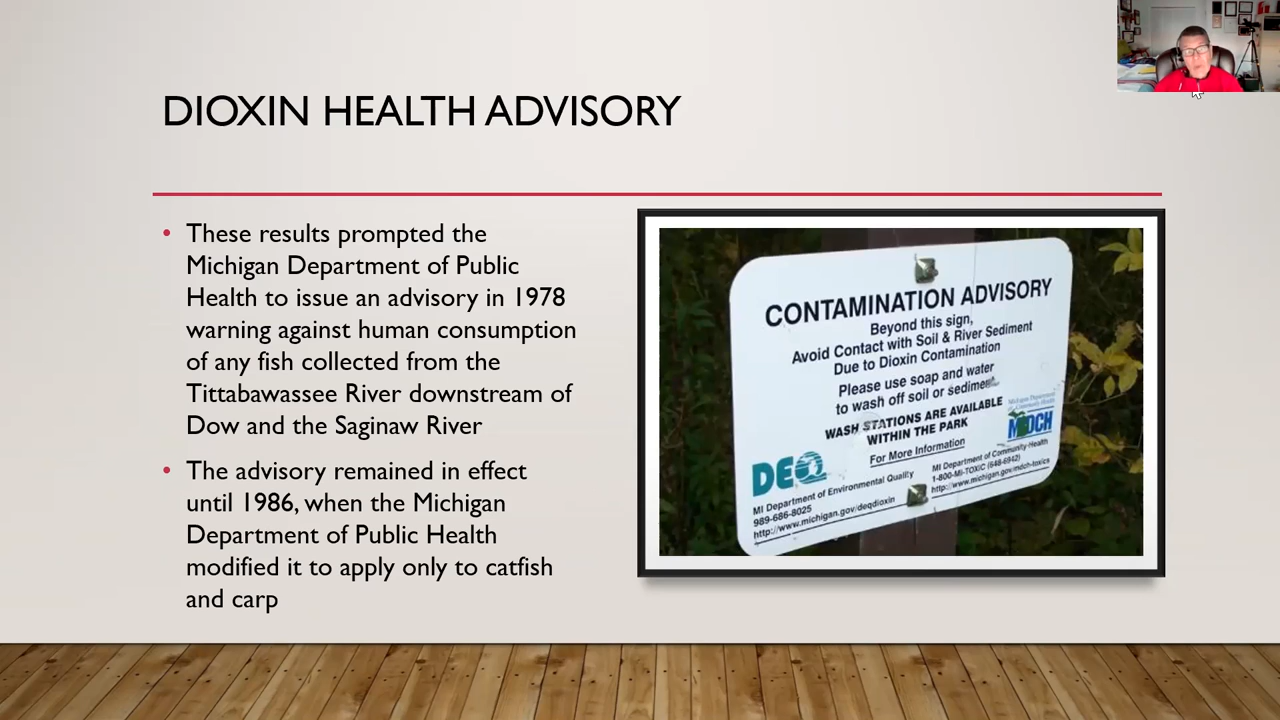 DIOXIN HEALTH ADVISORY
• These results prompted the
Michigan Department of Public
Health to issue an advisory in 1978
warning against human consumption
of any fish collected from the
Tittabawassee River downstream of
Dow and the Saginaw River
• The advisory remained in effect
until 1986, when the Michigan
Department of Public Health
modified it to apply only to catfish
and carp
CONTAMINATION ADVISORY
Beyond this sign,
Avoid Contact with Soil & River Sediment
Due to Dioxin Contamination
Please use soap and water
to wash off soil or sediment
WASH STATIONS ARE AVAILABLE
WITHIN THE PARK
For More Information
DEQ
MI Department of Environmental Quality
989-686-8025
http://www.michigan.gov/deqdioxin
Michigan Department
of Community Health
MDCH
MI Department of Community Health
1-800-MI-TOXIC (648-6942)
http://www.michigan.gov/mdch-toxics